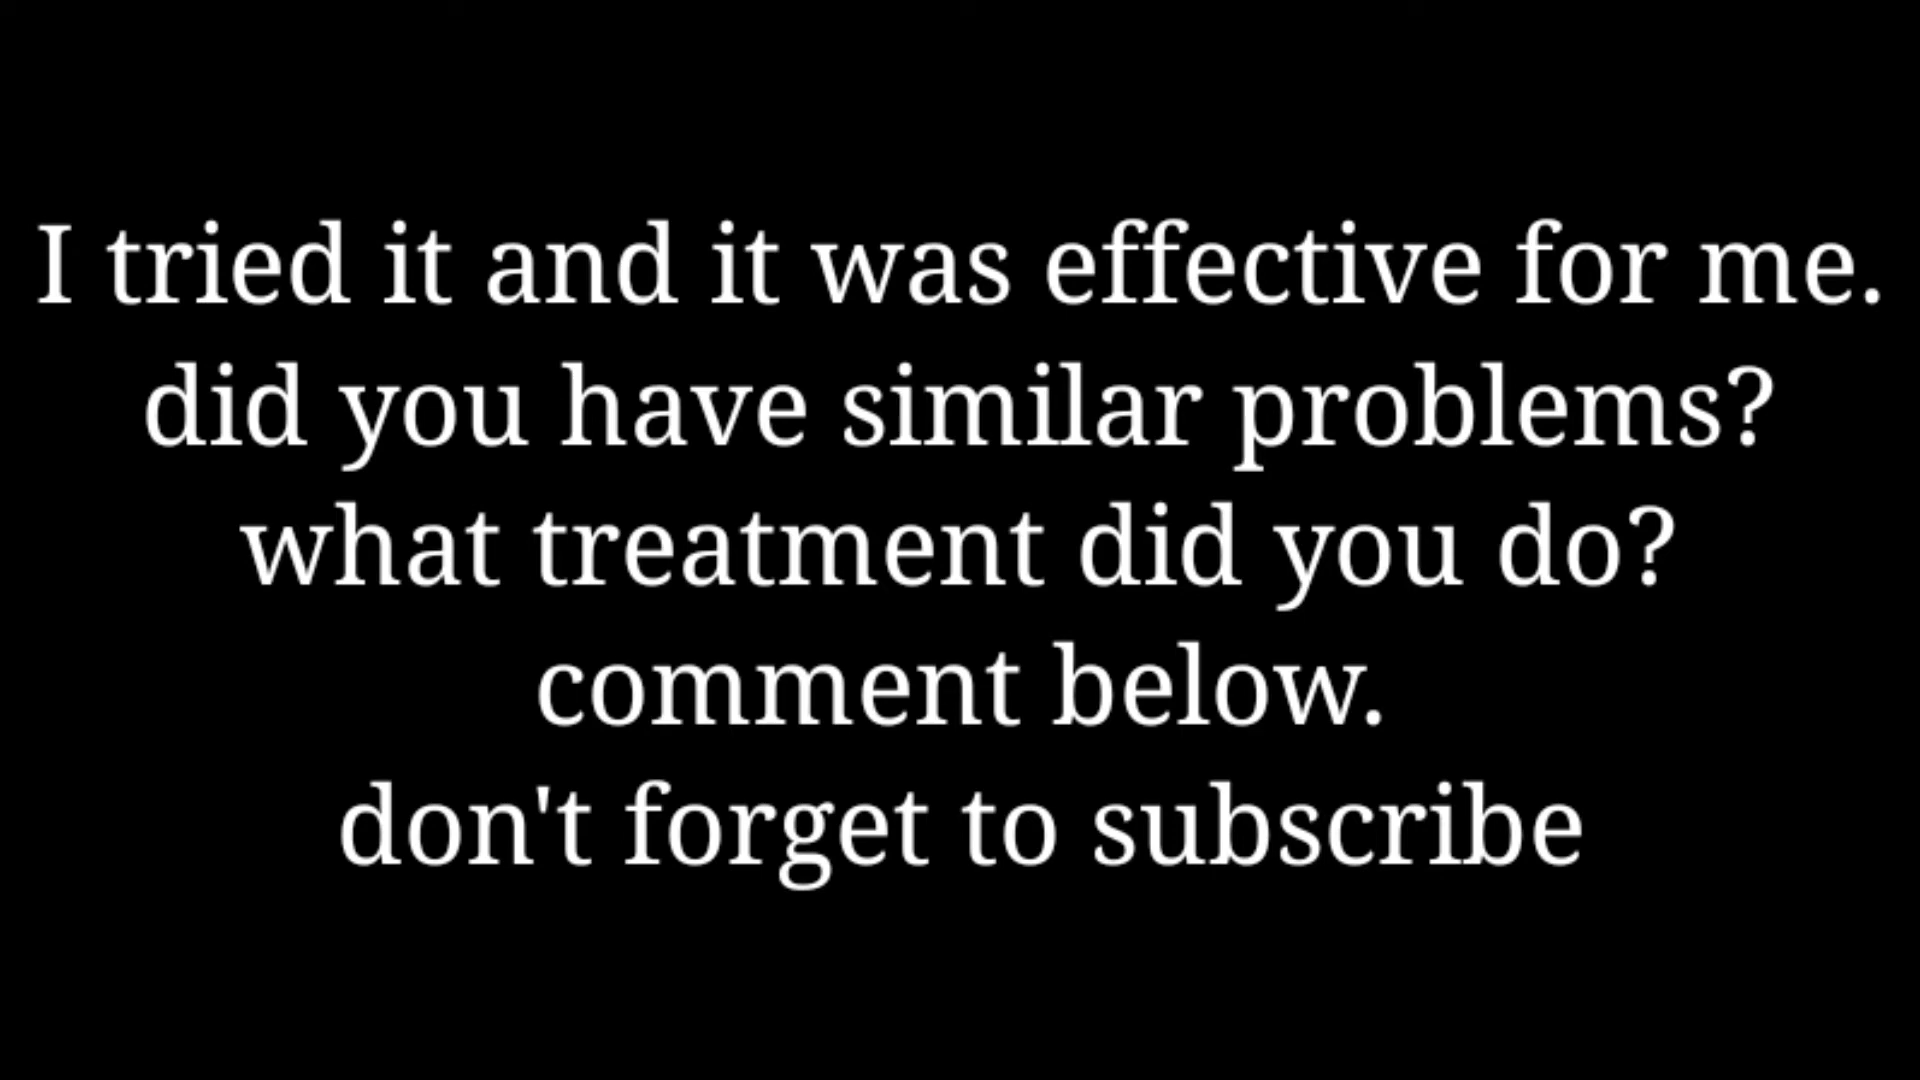 I tried it and it was effective for me.
did you have similar problems?
what treatment did you do?
comment below.
don't forget to subscribe